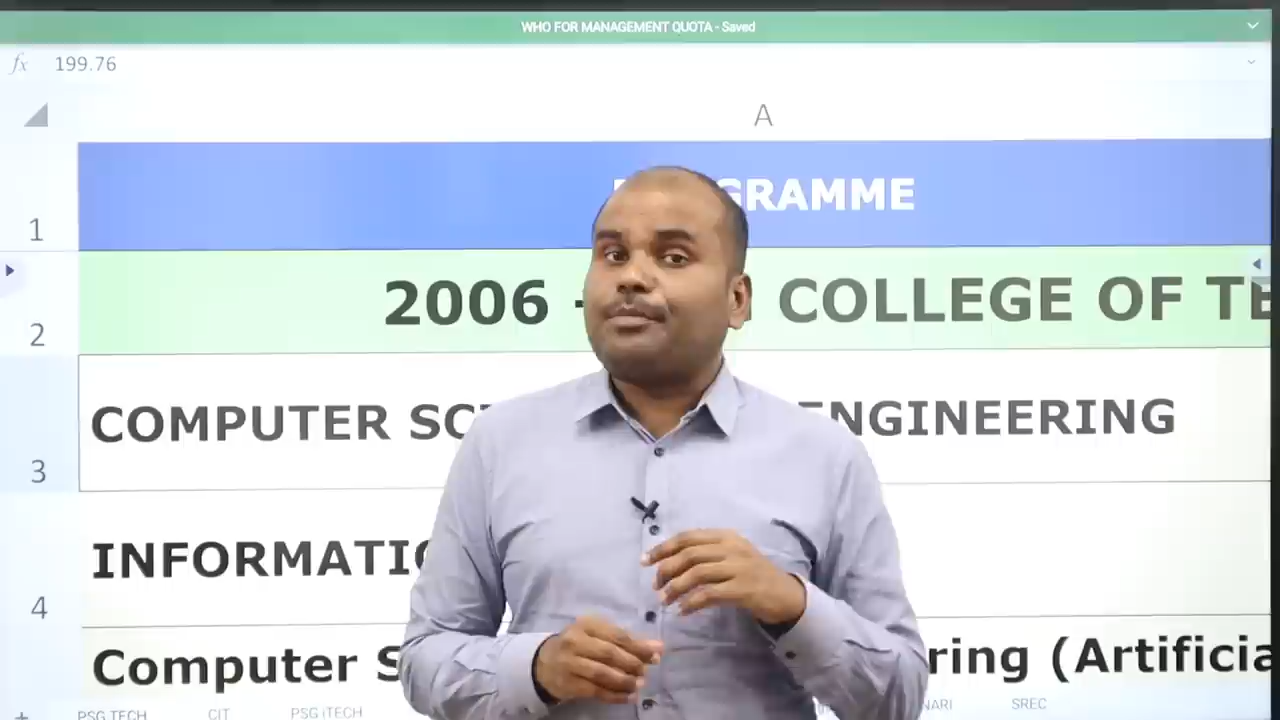 WHO FOR MANAGEMENT QUOTA - Saved
fx 199.76
A
1 GRAMME
2 2006 - COLLEGE OF TE
3 COMPUTER SC ENGINEERING
4 INFORMATIO
Computer S ring (Artificia
+ PSG TECH CIT PSG iTECH NARI SREC